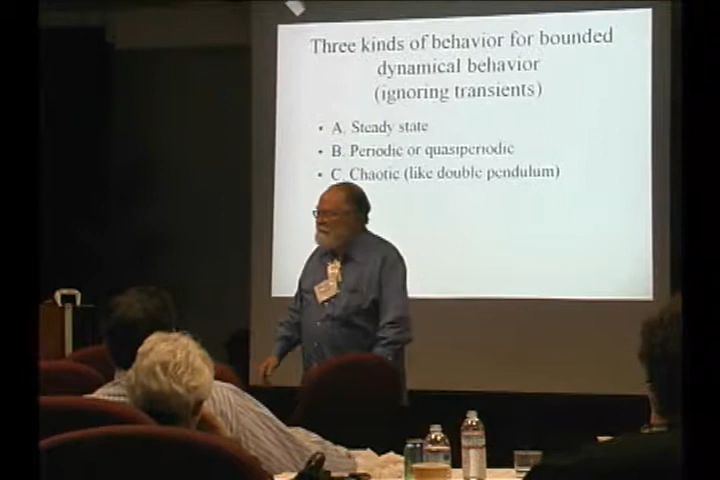 Three kinds of behavior for bounded
dynamical behavior
(ignoring transients)
• A. Steady state
• B. Periodic or quasiperiodic
• C. Chaotic (like double pendulum)